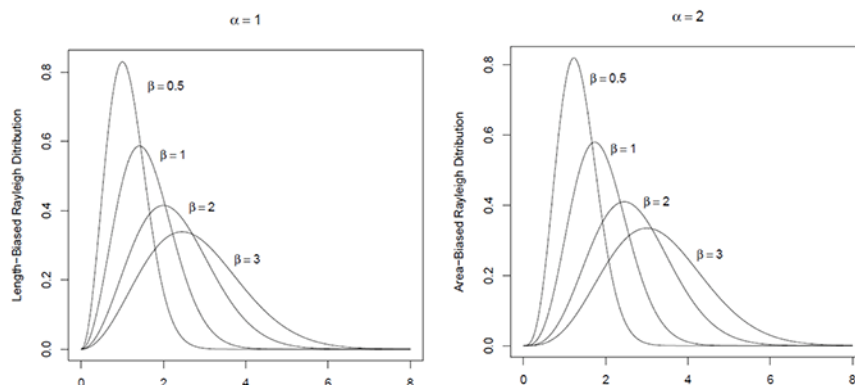 α = 1
Length−Biased Rayleigh Ditribution
0.0
0.2
0.4
0.6
0.8
β = 0.5
β = 1
β = 2
β = 3
0
2
4
6
8
α = 2
Area−Biased Rayleigh Ditribution
0.0
0.2
0.4
0.6
0.8
β = 0.5
β = 1
β = 2
β = 3
0
2
4
6
8